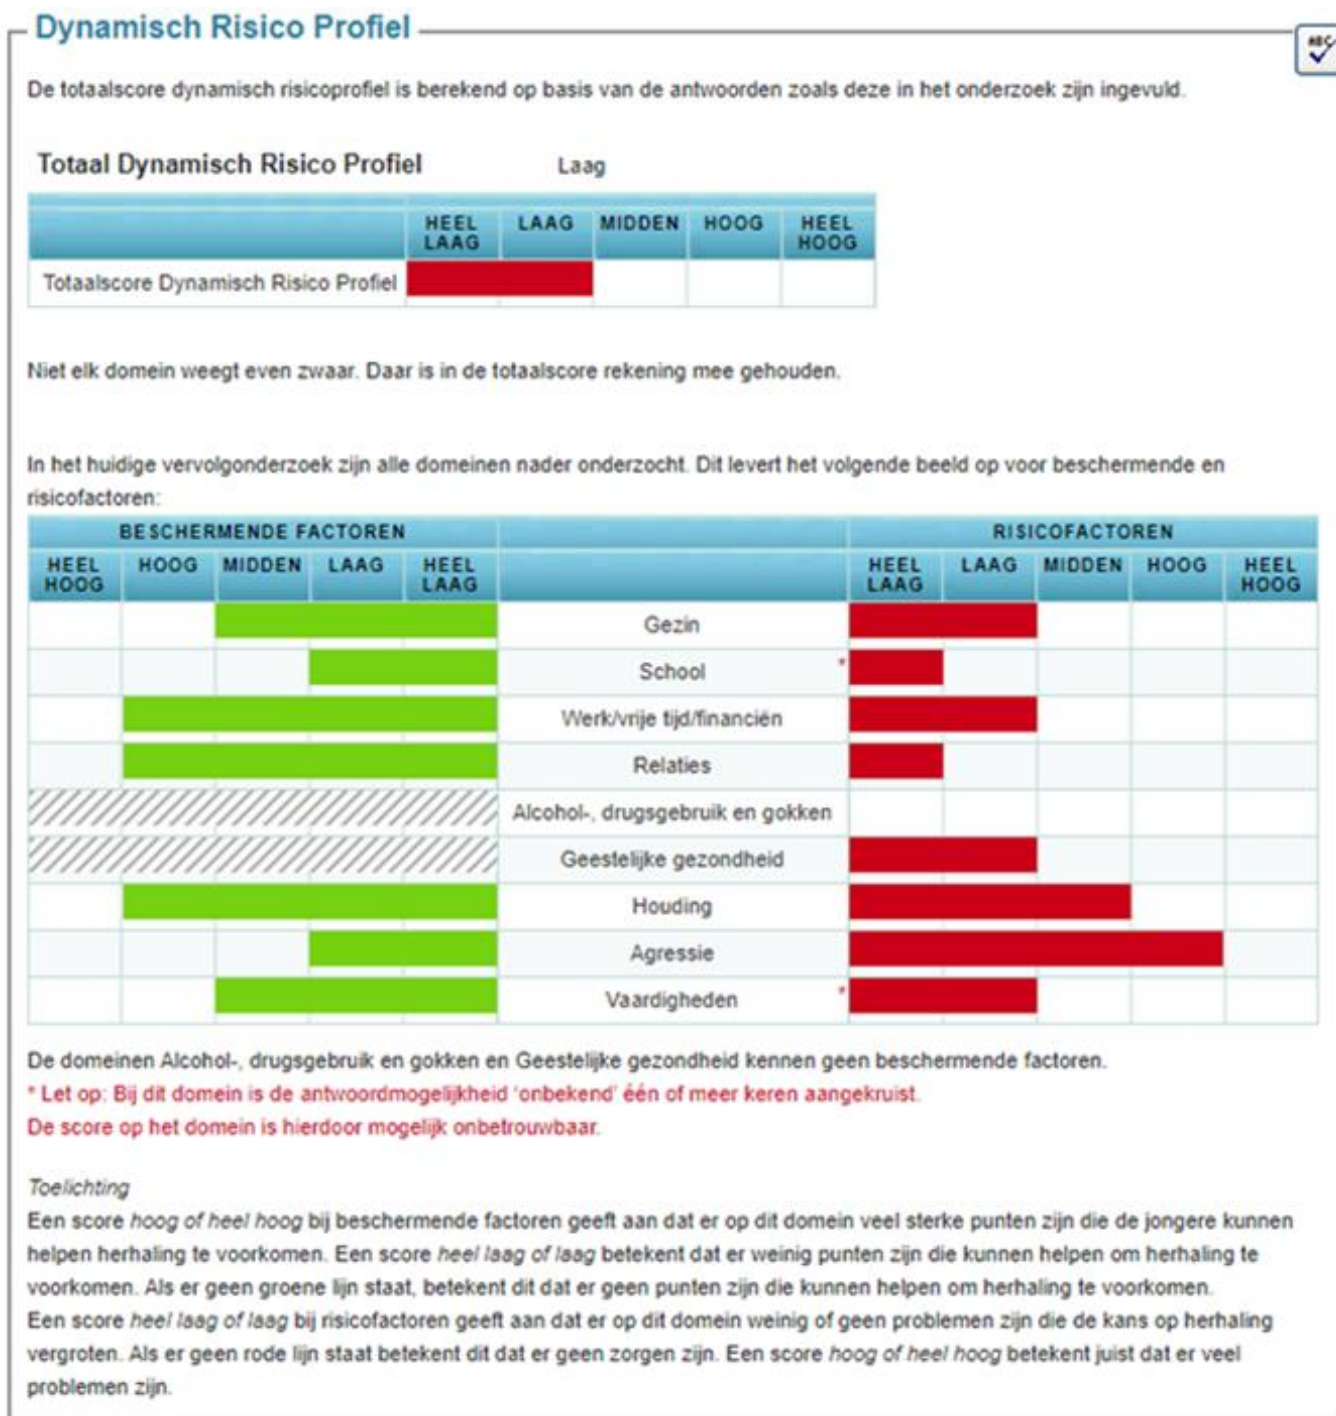 Dynamisch Risico Profiel
ABC
De totaalscore dynamisch risicoprofiel is berekend op basis van de antwoorden zoals deze in het onderzoek zijn ingevuld.
Totaal Dynamisch Risico Profiel Laag
HEEL LAAG LAAG MIDDEN HOOG HEEL HOOG
Totaalscore Dynamisch Risico Profiel
Niet elk domein weegt even zwaar. Daar is in de totaalscore rekening mee gehouden.
In het huidige vervolgonderzoek zijn alle domeinen nader onderzocht. Dit levert het volgende beeld op voor beschermende en
risicofactoren:
BESCHERMENDE FACTOREN RISICOFACTOREN
HEEL HOOG HOOG MIDDEN LAAG HEEL LAAG HEEL LAAG LAAG MIDDEN HOOG HEEL HOOG
Gezin
School *
Werk/vrije tijd/financiën
Relaties
Alcohol-, drugsgebruik en gokken
Geestelijke gezondheid
Houding
Agressie
Vaardigheden *
De domeinen Alcohol-, drugsgebruik en gokken en Geestelijke gezondheid kennen geen beschermende factoren.
* Let op: Bij dit domein is de antwoordmogelijkheid 'onbekend' één of meer keren aangekruist.
De score op het domein is hierdoor mogelijk onbetrouwbaar.
Toelichting
Een score hoog of heel hoog bij beschermende factoren geeft aan dat er op dit domein veel sterke punten zijn die de jongere kunnen
helpen herhaling te voorkomen. Een score heel laag of laag betekent dat er weinig punten zijn die kunnen helpen om herhaling te
voorkomen. Als er geen groene lijn staat, betekent dit dat er geen punten zijn die kunnen helpen om herhaling te voorkomen.
Een score heel laag of laag bij risicofactoren geeft aan dat er op dit domein weinig of geen problemen zijn die de kans op herhaling
vergroten. Als er geen rode lijn staat betekent dit dat er geen zorgen zijn. Een score hoog of heel hoog betekent juist dat er veel
problemen zijn.